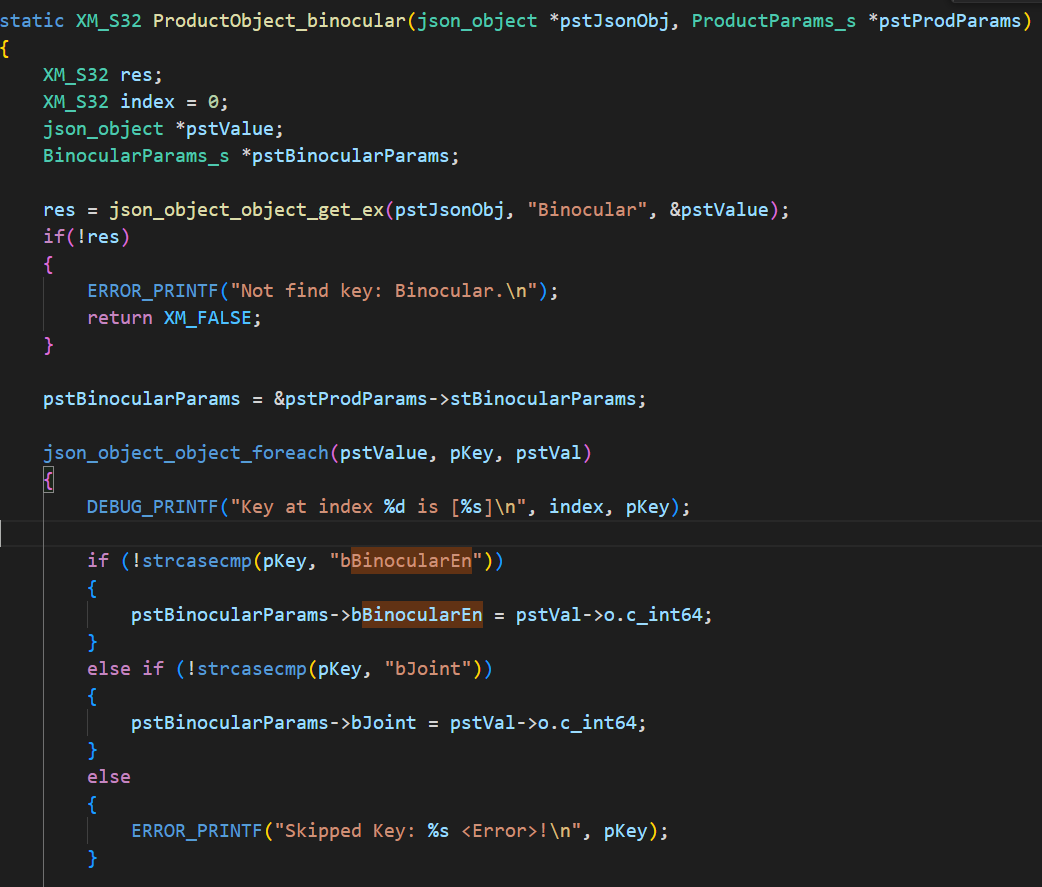 static XM_S32 ProductObject_binocular(json_object *pstJsonObj, ProductParams_s *pstProdParams)
{
    XM_S32 res;
    XM_S32 index = 0;
    json_object *pstValue;
    BinocularParams_s *pstBinocularParams;

    res = json_object_object_get_ex(pstJsonObj, "Binocular", &pstValue);
    if(!res)
    {
        ERROR_PRINTF("Not find key: Binocular.\n");
        return XM_FALSE;
    }

    pstBinocularParams = &pstProdParams->stBinocularParams;

    json_object_object_foreach(pstValue, pKey, pstVal)
    {
        DEBUG_PRINTF("Key at index %d is [%s]\n", index, pKey);

        if (!strcasecmp(pKey, "bBinocularEn"))
        {
            pstBinocularParams->bBinocularEn = pstVal->o.c_int64;
        }
        else if (!strcasecmp(pKey, "bJoint"))
        {
            pstBinocularParams->bJoint = pstVal->o.c_int64;
        }
        else
        {
            ERROR_PRINTF("Skipped Key: %s <Error>!\n", pKey);
        }